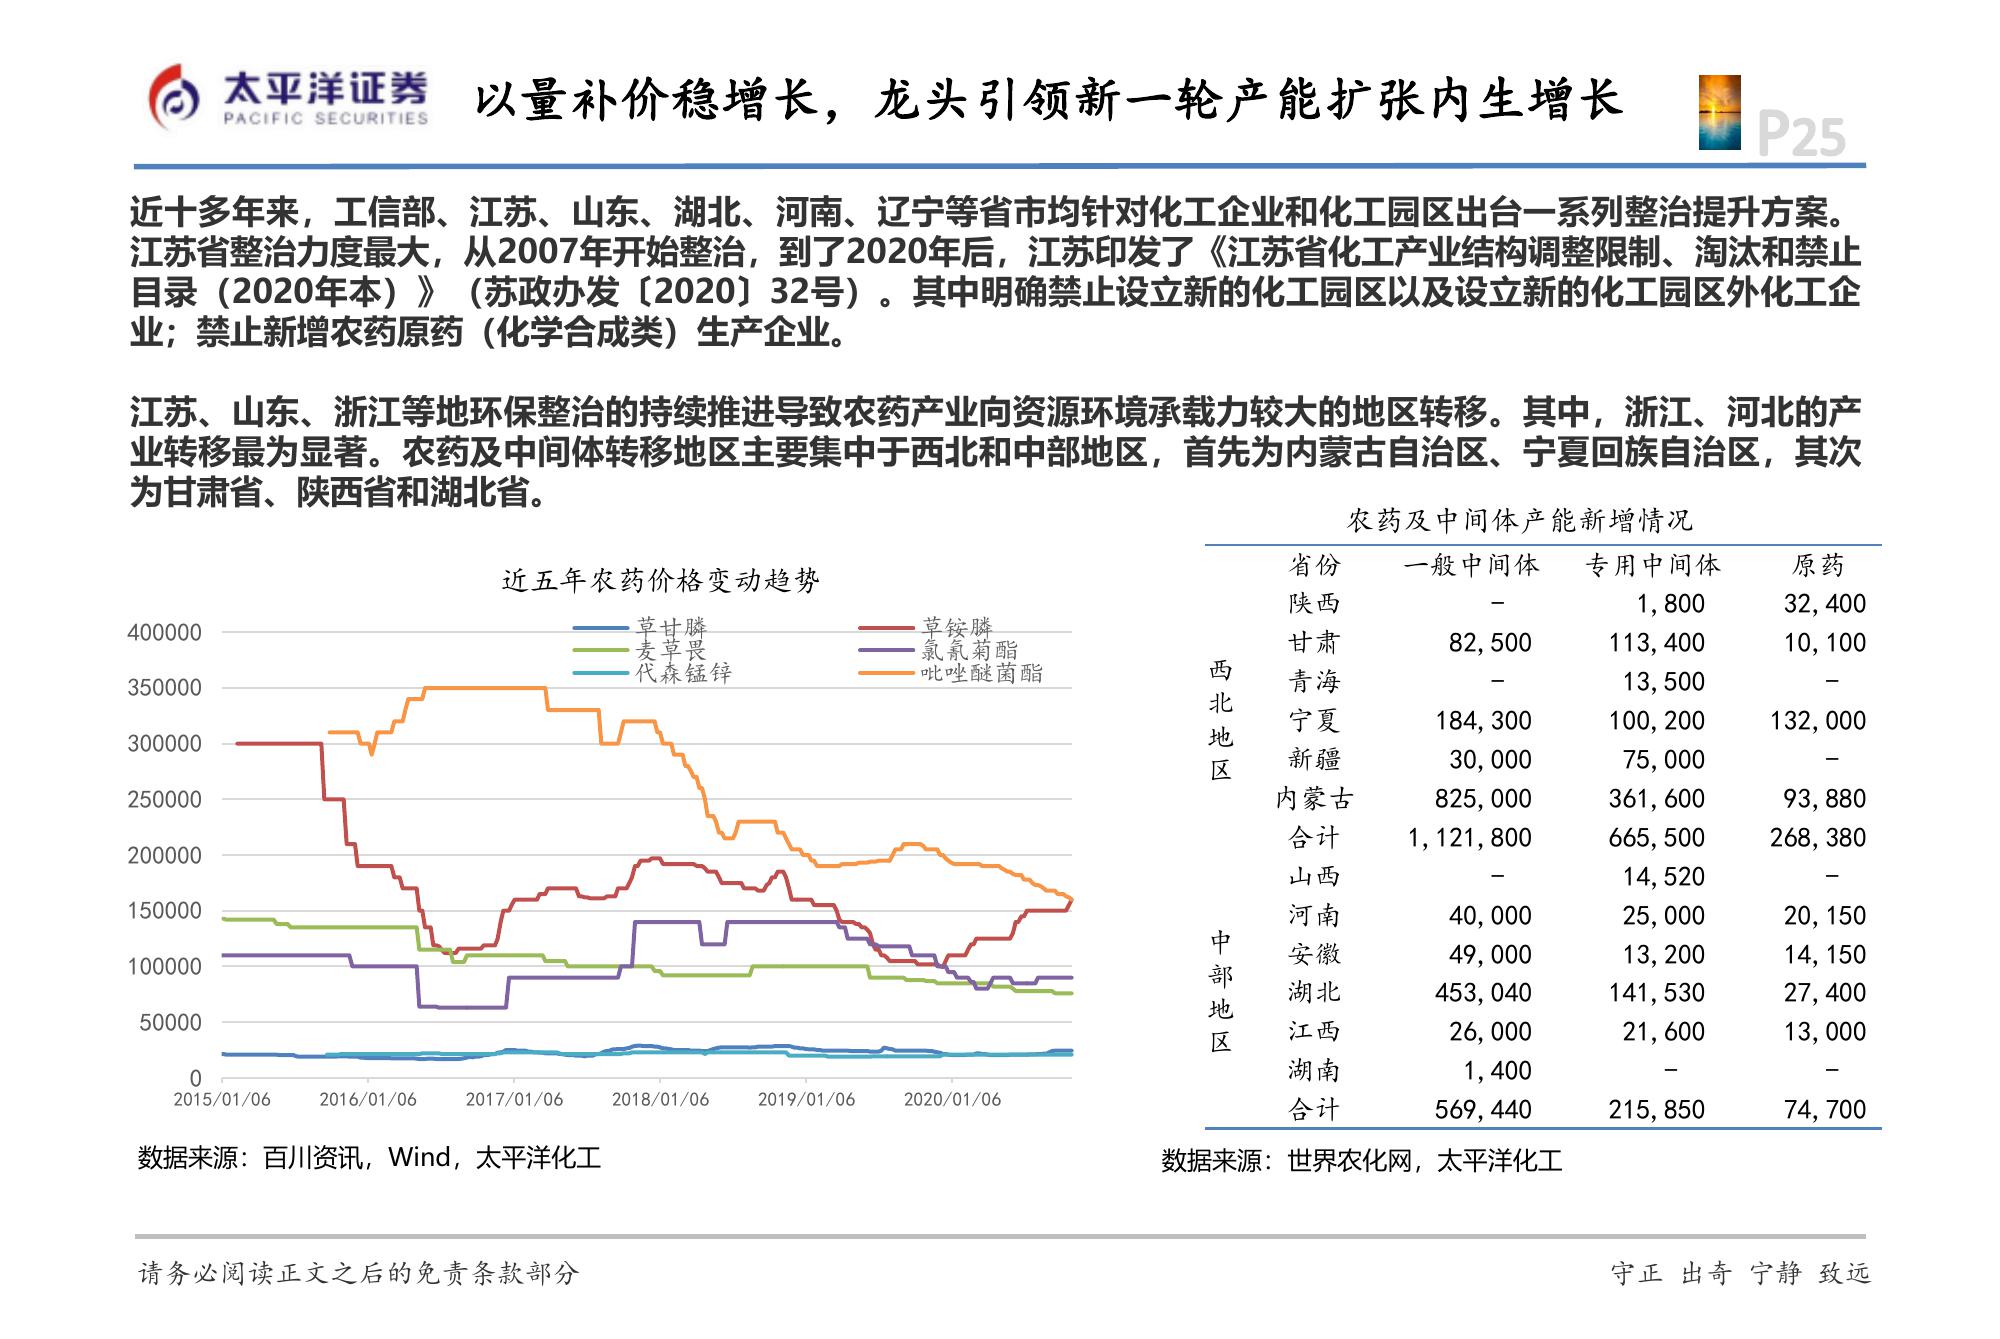 太平洋证券
PACIFIC SECURITIES
以量补价稳增长，龙头引领新一轮产能扩张内生增长
P25
近十多年来，工信部、江苏、山东、湖北、河南、辽宁等省市均针对化工企业和化工园区出台一系列整治提升方案。
江苏省整治力度最大，从2007年开始整治，到了2020年后，江苏印发了《江苏省化工产业结构调整限制、淘汰和禁止
目录（2020年本）》（苏政办发〔2020〕32号）。其中明确禁止设立新的化工园区以及设立新的化工园区外化工企
业；禁止新增农药原药（化学合成类）生产企业。
江苏、山东、浙江等地环保整治的持续推进导致农药产业向资源环境承载力较大的地区转移。其中，浙江、河北的产
业转移最为显著。农药及中间体转移地区主要集中于西北和中部地区，首先为内蒙古自治区、宁夏回族自治区，其次
为甘肃省、陕西省和湖北省。
近五年农药价格变动趋势
草甘膦 草铵膦
麦草畏 氯氰菊酯
代森锰锌 吡唑醚菌酯
400000
350000
300000
250000
200000
150000
100000
50000
0
2015/01/06 2016/01/06 2017/01/06 2018/01/06 2019/01/06 2020/01/06
数据来源：百川资讯，Wind，太平洋化工
农药及中间体产能新增情况
省份 一般中间体 专用中间体 原药
西北地区
陕西 - 1,800 32,400
甘肃 82,500 113,400 10,100
青海 - 13,500 -
宁夏 184,300 100,200 132,000
新疆 30,000 75,000 -
内蒙古 825,000 361,600 93,880
合计 1,121,800 665,500 268,380
中部地区
山西 - 14,520 -
河南 40,000 25,000 20,150
安徽 49,000 13,200 14,150
湖北 453,040 141,530 27,400
江西 26,000 21,600 13,000
湖南 1,400 - -
合计 569,440 215,850 74,700
数据来源：世界农化网，太平洋化工
请务必阅读正文之后的免责条款部分
守正 出奇 宁静 致远